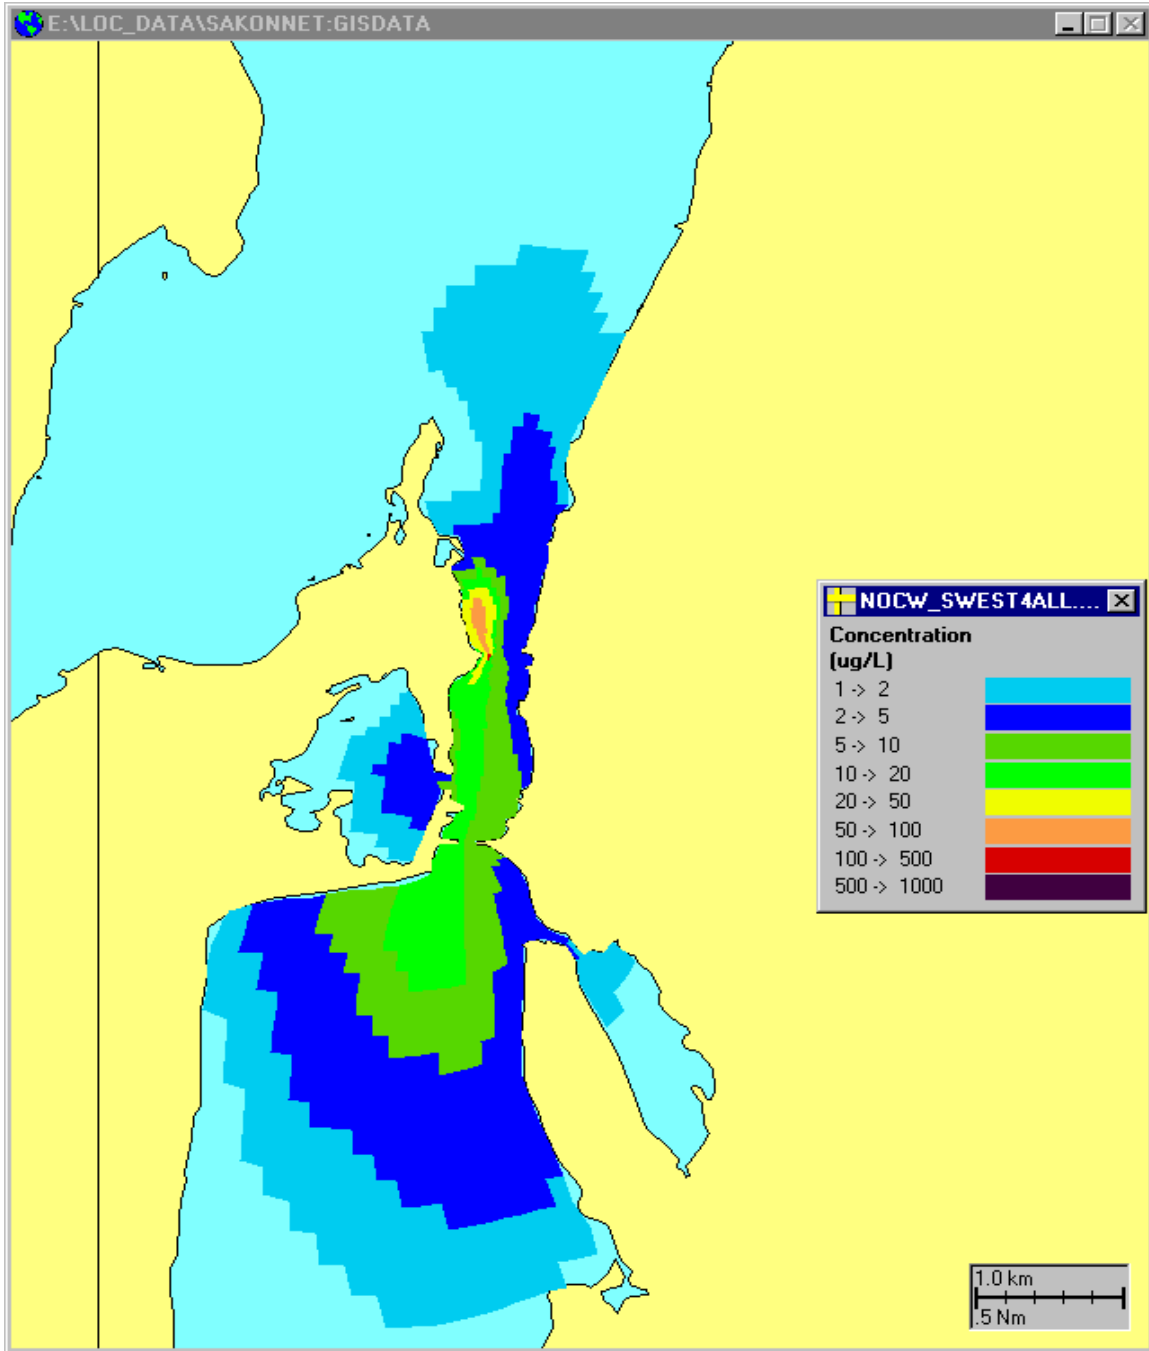 E:\LOC_DATA\SAKONNET:GISDATA
NOCW_SWEST4ALL....
Concentration
(ug/L)
1 -> 2
2 -> 5
5 -> 10
10 -> 20
20 -> 50
50 -> 100
100 -> 500
500 -> 1000
1.0 km
.5 Nm